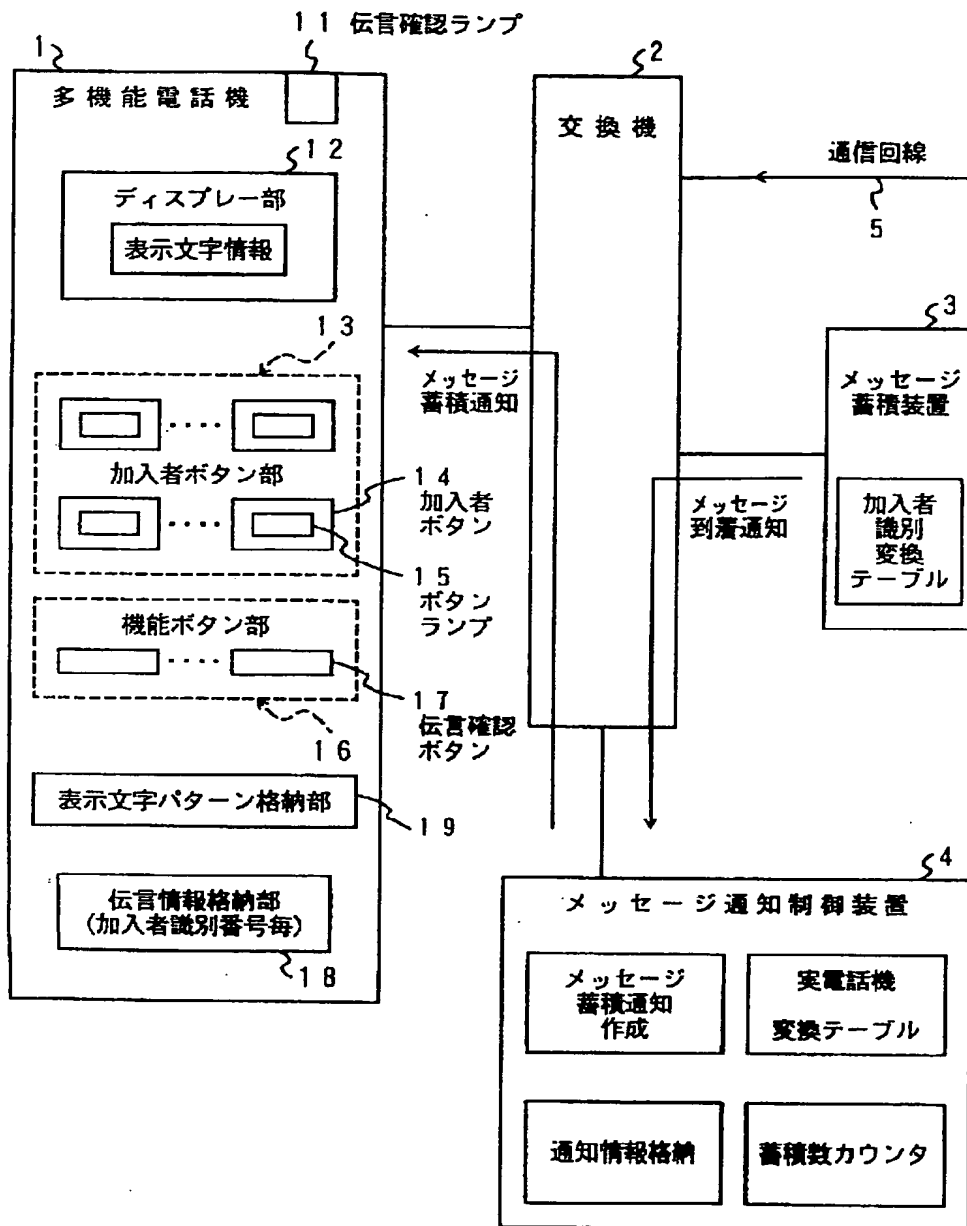 11 伝言確認ランプ
1
多機能電話機
12
ディスプレー部
表示文字情報
13
加入者ボタン部
14
加入者
ボタン
15
ボタン
ランプ
機能ボタン部
17
伝言確認
ボタン
16
表示文字パターン格納部
19
伝言情報格納部
(加入者識別番号毎)
18
2
交換機
通信回線
5
メッセージ
蓄積通知
メッセージ
到着通知
3
メッセージ
蓄積装置
加入者
識別
変換
テーブル
4
メッセージ通知制御装置
メッセージ
蓄積通知
作成
実電話機
変換テーブル
通知情報格納
蓄積数カウンタ